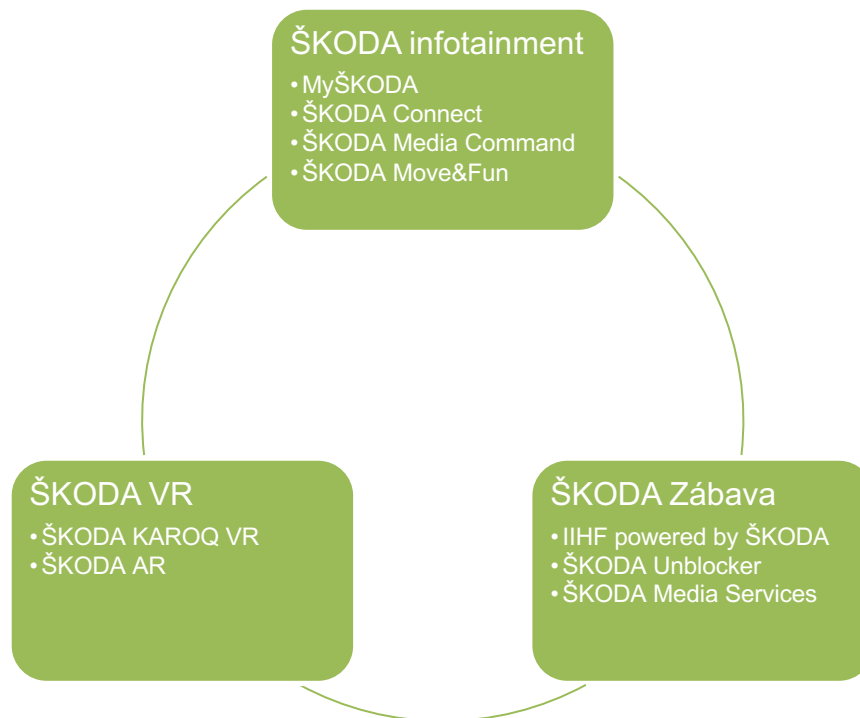 ŠKODA infotainment
• MyŠKODA
• ŠKODA Connect
• ŠKODA Media Command
• ŠKODA Move&Fun
ŠKODA VR
• ŠKODA KAROQ VR
• ŠKODA AR
ŠKODA Zábava
• IIHF powered by ŠKODA
• ŠKODA Unblocker
• ŠKODA Media Services